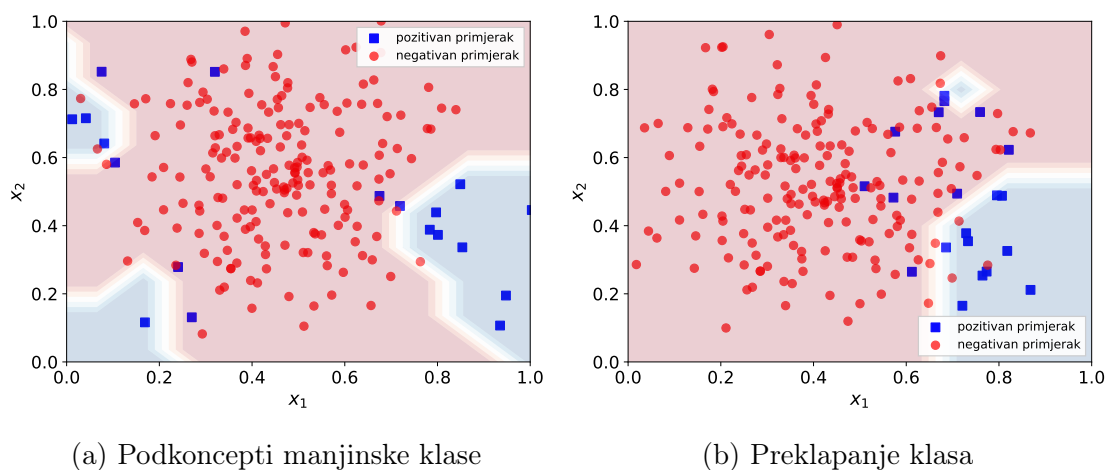 1.0
0.8
0.6
0.4
0.2
0.0
x₂
0.0 0.2 0.4 0.6 0.8 1.0
x₁
pozitivan primjerak
negativan primjerak
(a) Podkoncepti manjinske klase
1.0
0.8
0.6
0.4
0.2
0.0
x₂
0.0 0.2 0.4 0.6 0.8 1.0
x₁
pozitivan primjerak
negativan primjerak
(b) Preklapanje klasa